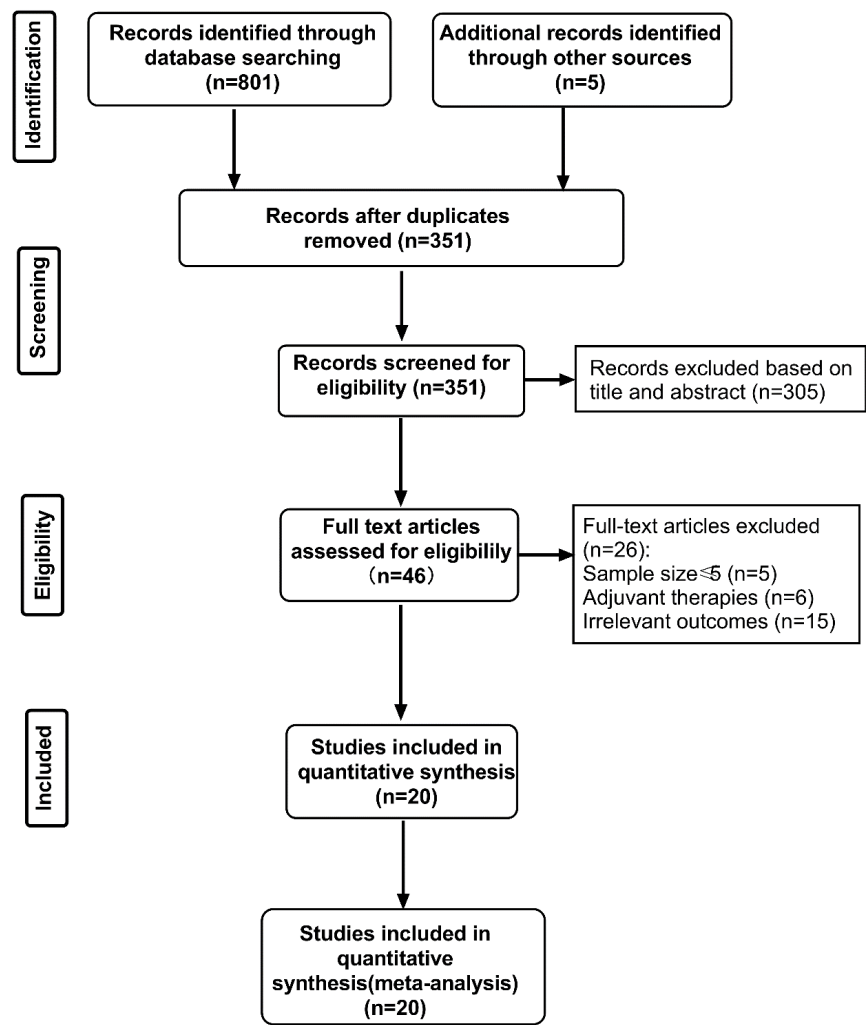 Identification
Records identified through
database searching
(n=801)
Additional records identified
through other sources
(n=5)
Records after duplicates
removed (n=351)
Screening
Records screened for
eligibility (n=351)
Records excluded based on
title and abstract (n=305)
Eligibility
Full text articles
assessed for eligibilily
（n=46）
Full-text articles excluded
(n=26):
Sample size≤5 (n=5)
Adjuvant therapies (n=6)
Irrelevant outcomes (n=15)
Included
Studies included in
quantitative synthesis
(n=20)
Studies included in
quantitative
synthesis(meta-analysis)
(n=20)